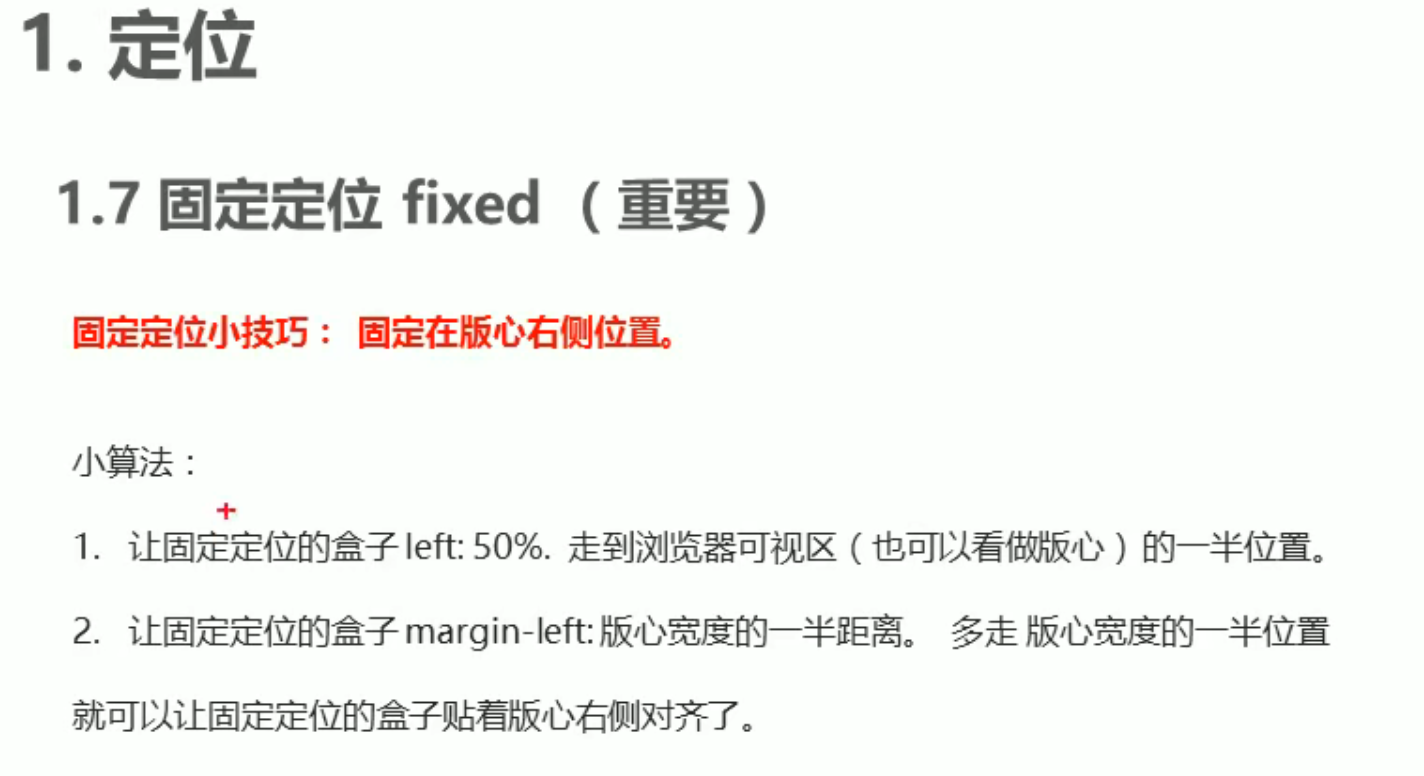 1. 定位
1.7 固定定位 fixed （重要）
固定定位小技巧： 固定在版心右侧位置。
小算法：
1. 让固定定位的盒子 left: 50%. 走到浏览器可视区（也可以看做版心）的一半位置。
2. 让固定定位的盒子 margin-left: 版心宽度的一半距离。 多走 版心宽度的一半位置
就可以让固定定位的盒子贴着版心右侧对齐了。